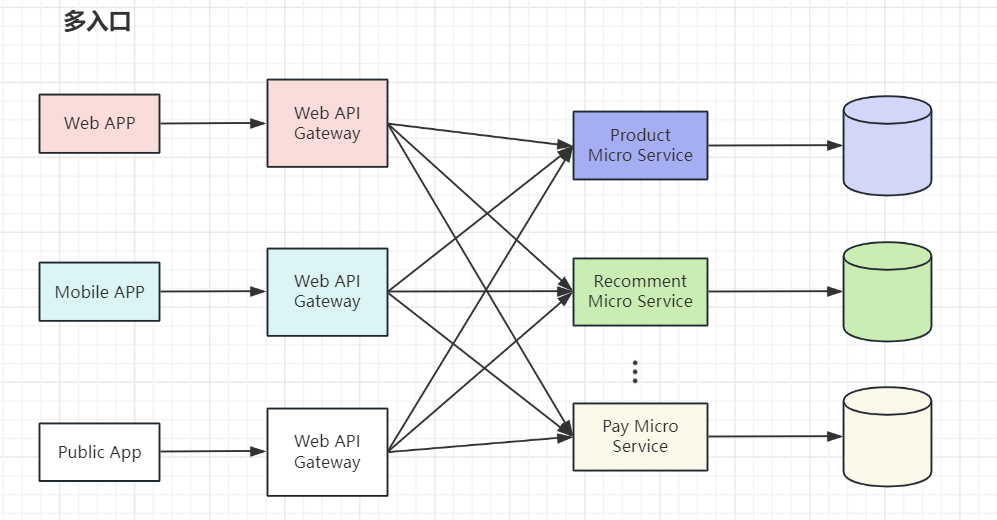 多入口
Web APP
Web API
Gateway
Product
Micro Service
Mobile APP
Web API
Gateway
Recomment
Micro Service
Public App
Web API
Gateway
Pay Micro
Service